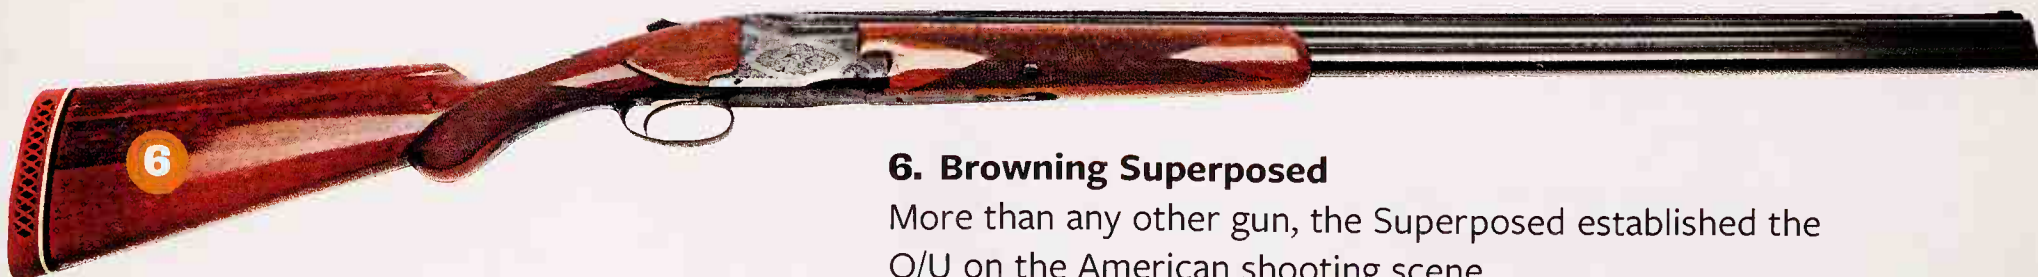 6
6. Browning Superposed
More than any other gun, the Superposed established the
O/U on the American shooting scene